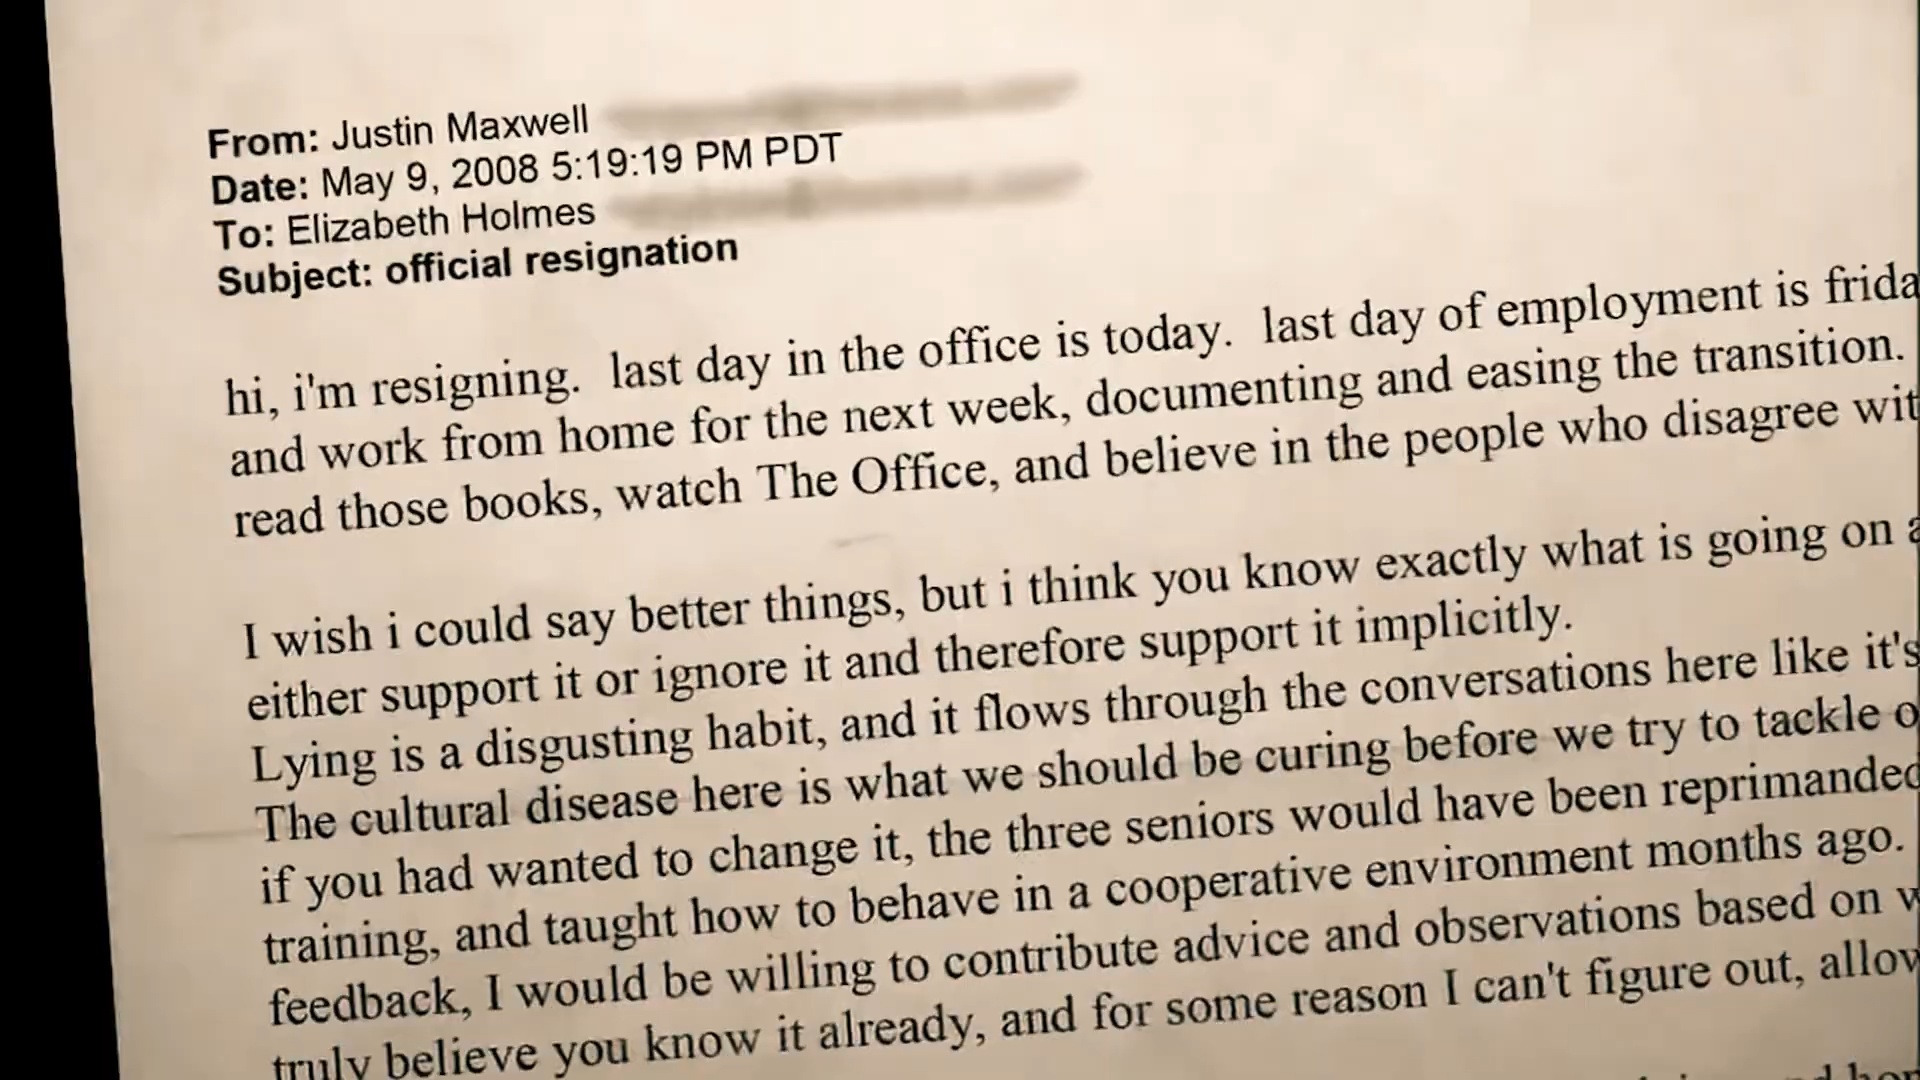 From: Justin Maxwell
Date: May 9, 2008 5:19:19 PM PDT
To: Elizabeth Holmes
Subject: official resignation
hi, i'm resigning.  last day in the office is today.  last day of employment is frida
and work from home for the next week, documenting and easing the transition.
read those books, watch The Office, and believe in the people who disagree wit
I wish i could say better things, but i think you know exactly what is going on
either support it or ignore it and therefore support it implicitly.
Lying is a disgusting habit, and it flows through the conversations here like it's
The cultural disease here is what we should be curing before we try to tackle o
if you had wanted to change it, the three seniors would have been reprimanded
training, and taught how to behave in a cooperative environment months ago.
feedback, I would be willing to contribute advice and observations based on
truly believe you know it already, and for some reason I can't figure out, allow